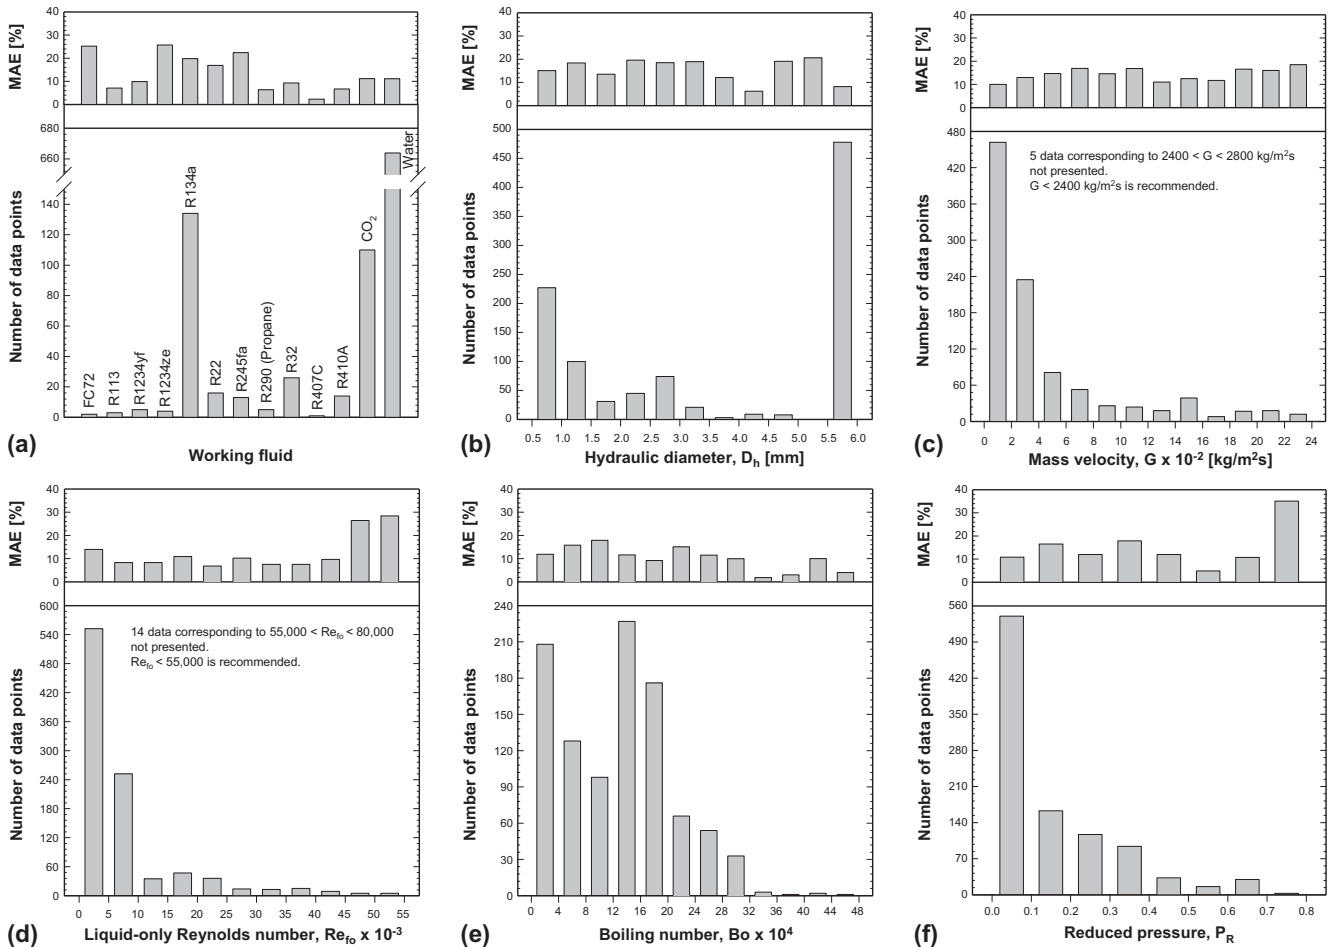 40
30
20
10
0
MAE [%]
680
660
140
120
100
80
60
40
20
0
Number of data points
FC72
R113
R1234yf
R1234ze
R134a
R22
R245fa
R290 (Propane)
R32
R407C
R410A
CO₂
Water
(a)
Working fluid
40
30
20
10
0
MAE [%]
500
450
400
350
300
250
200
150
100
50
0
Number of data points
0.5 1.0 1.5 2.0 2.5 3.0 3.5 4.0 4.5 5.0 5.5 6.0
(b)
Hydraulic diameter, Dₕ [mm]
40
30
20
10
0
MAE [%]
480
420
360
300
240
180
120
60
0
Number of data points
5 data corresponding to 2400 < G < 2800 kg/m²s
not presented.
G < 2400 kg/m²s is recommended.
0 2 4 6 8 10 12 14 16 18 20 22 24
(c)
Mass velocity, G x 10⁻² [kg/m²s]
40
30
20
10
0
MAE [%]
600
540
480
420
360
300
240
180
120
60
0
Number of data points
14 data corresponding to 55,000 < Re_fo < 80,000
not presented.
Re_fo < 55,000 is recommended.
0 5 10 15 20 25 30 35 40 45 50 55
(d)
Liquid-only Reynolds number, Re_fo x 10⁻³
40
30
20
10
0
MAE [%]
240
210
180
150
120
90
60
30
0
Number of data points
0 4 8 12 16 20 24 28 32 36 40 44 48
(e)
Boiling number, Bo x 10⁴
40
30
20
10
0
MAE [%]
560
490
420
350
280
210
140
70
0
Number of data points
0.0 0.1 0.2 0.3 0.4 0.5 0.6 0.7 0.8
(f)
Reduced pressure, P_R